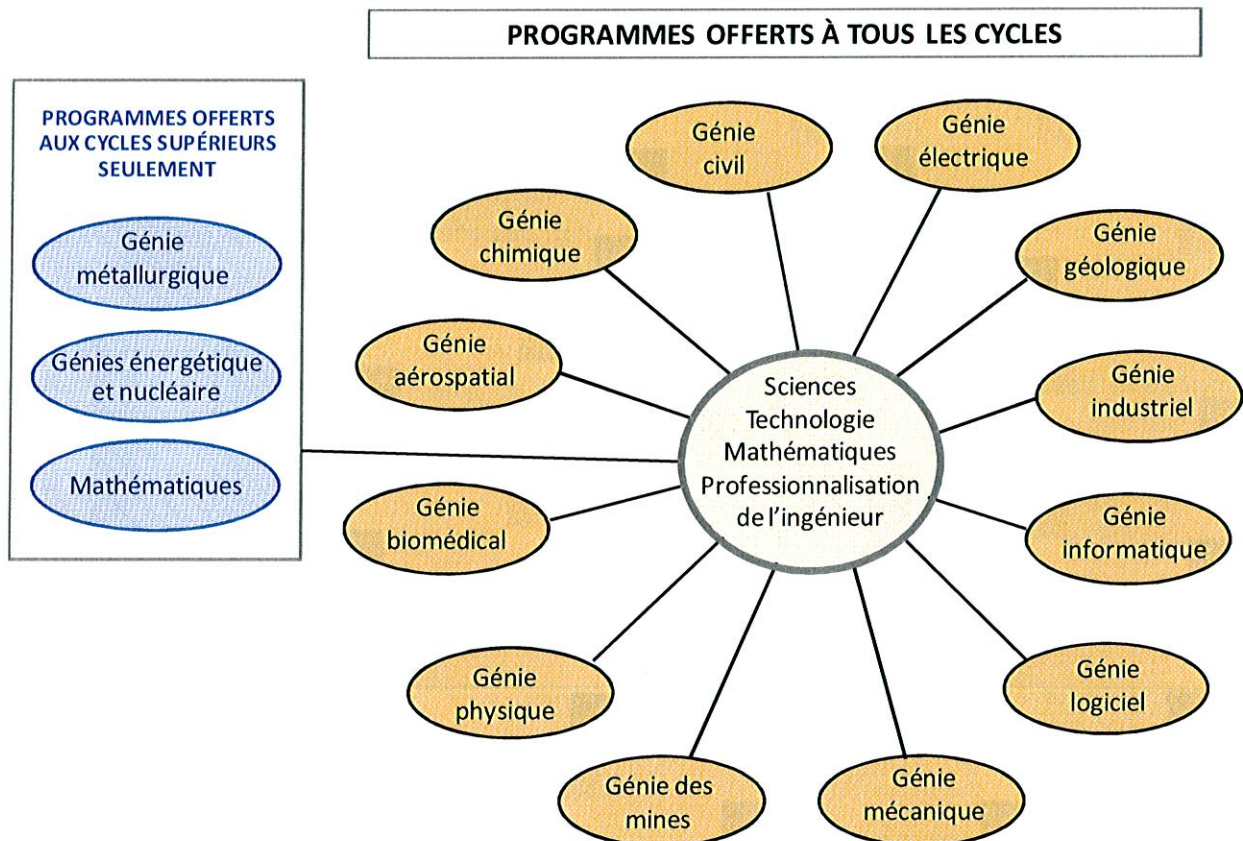 PROGRAMMES OFFERTS À TOUS LES CYCLES
PROGRAMMES OFFERTS
AUX CYCLES SUPÉRIEURS
SEULEMENT
Génie
métallurgique
Génies énergétique
et nucléaire
Mathématiques
Génie
civil
Génie
électrique
Génie
chimique
Génie
géologique
Génie
aérospatial
Génie
industriel
Sciences
Technologie
Mathématiques
Professionnalisation
de l'ingénieur
Génie
biomédical
Génie
informatique
Génie
physique
Génie
logiciel
Génie des
mines
Génie
mécanique